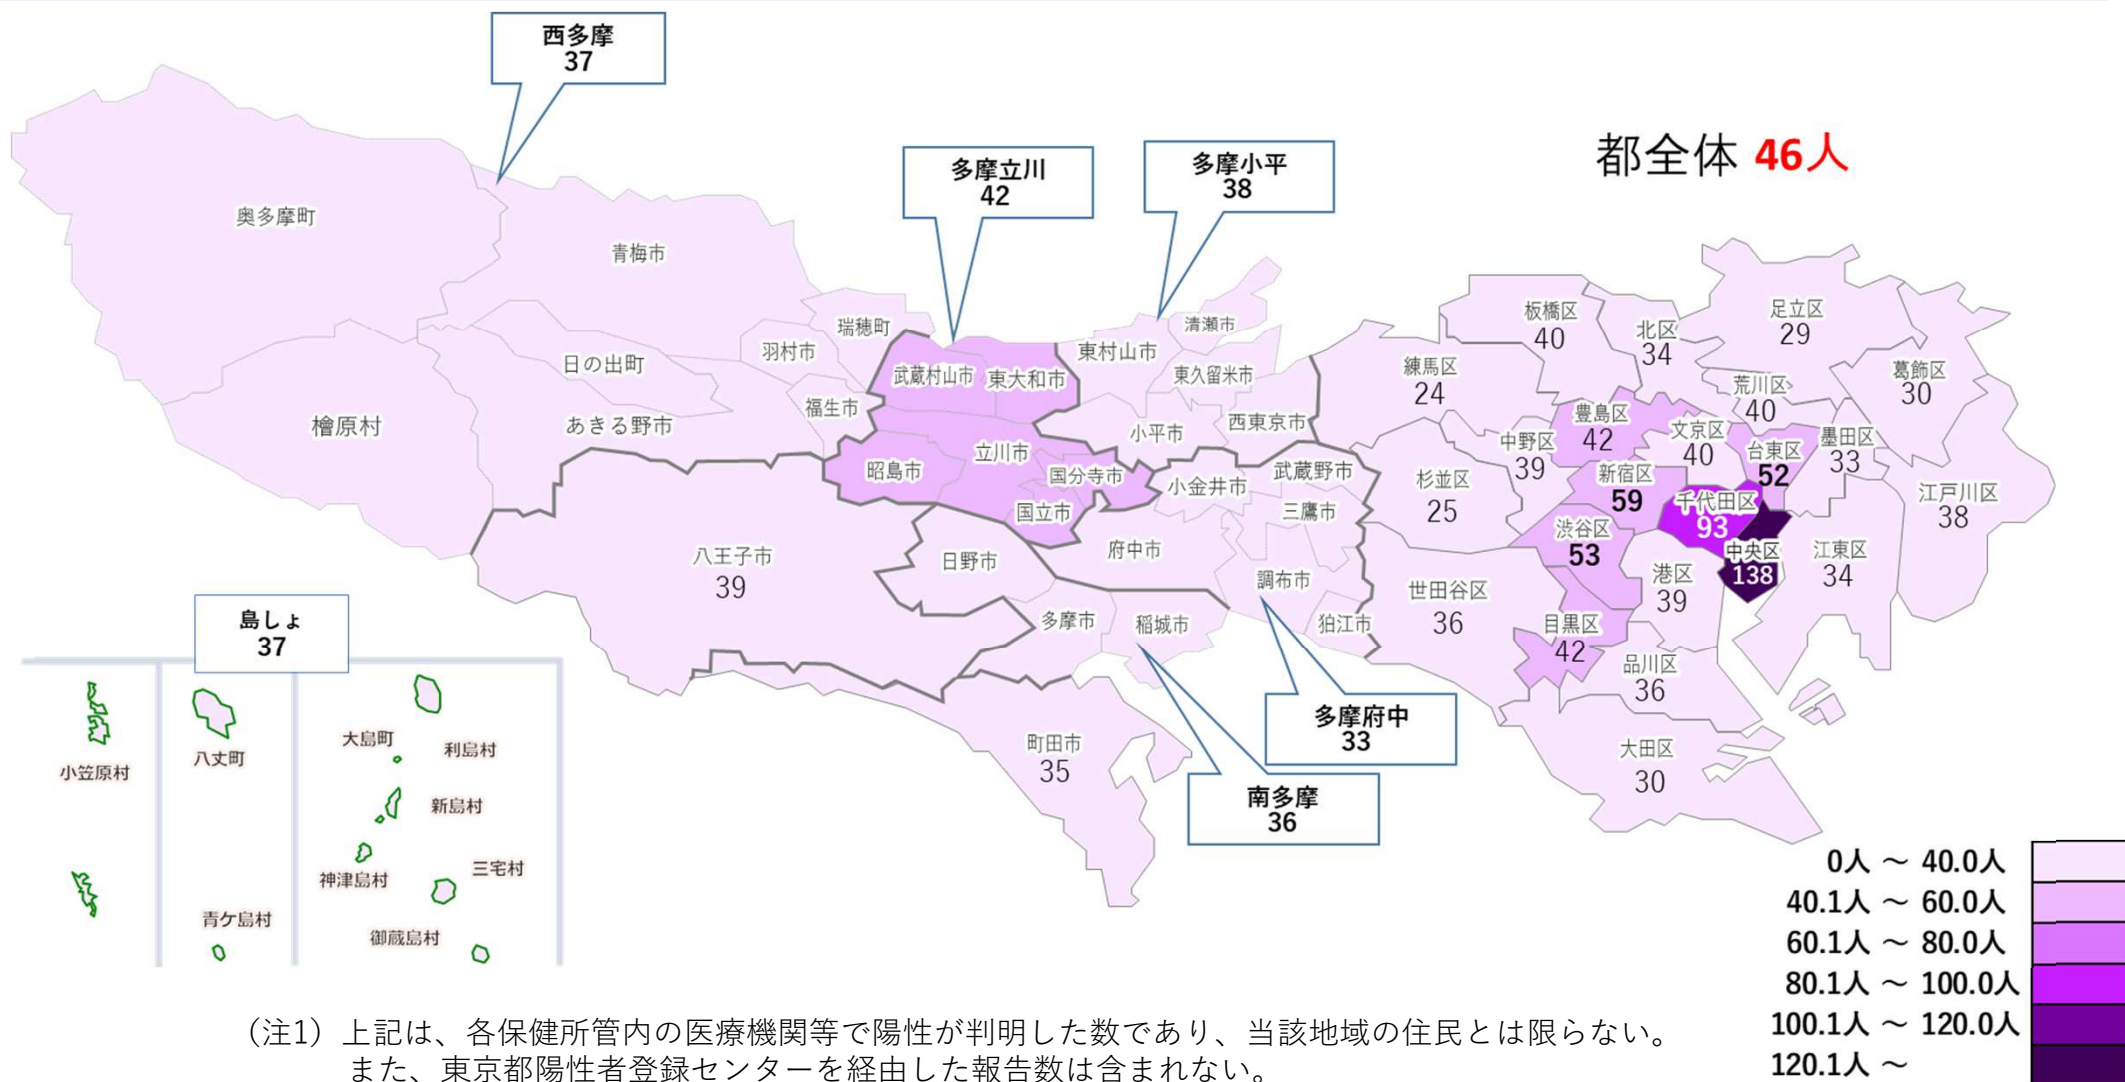 西多摩
37
多摩立川
42
多摩小平
38
都全体 46人
奥多摩町
青梅市
瑞穂町
羽村市
日の出町
福生市
あきる野市
檜原村
武蔵村山市
東大和市
昭島市
立川市
国分寺市
国立市
東村山市
清瀬市
東久留米市
小平市
西東京市
小金井市
武蔵野市
三鷹市
府中市
調布市
狛江市
八王子市
39
日野市
多摩市
稲城市
町田市
35
多摩府中
33
南多摩
36
板橋区
40
北区
34
足立区
29
葛飾区
30
練馬区
24
荒川区
40
豊島区
42
文京区
40
台東区
52
墨田区
33
中野区
39
杉並区
25
新宿区
59
千代田区
93
江戸川区
38
渋谷区
53
中央区
138
江東区
34
港区
39
世田谷区
36
目黒区
42
品川区
36
大田区
30
島しょ
37
小笠原村
八丈町
青ケ島村
大島町
利島村
新島村
神津島村
三宅村
御蔵島村
0人 ～ 40.0人
40.1人 ～ 60.0人
60.1人 ～ 80.0人
80.1人 ～ 100.0人
100.1人 ～ 120.0人
120.1人 ～
（注1）上記は、各保健所管内の医療機関等で陽性が判明した数であり、当該地域の住民とは限らない。
また、東京都陽性者登録センターを経由した報告数は含まれない。